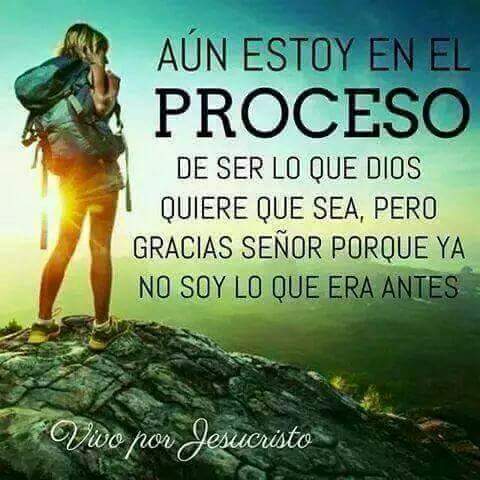 AÚN ESTOY EN EL
PROCESO
DE SER LO QUE DIOS
QUIERE QUE SEA, PERO
GRACIAS SEÑOR PORQUE YA
NO SOY LO QUE ERA ANTES
Vivo por Jesucristo